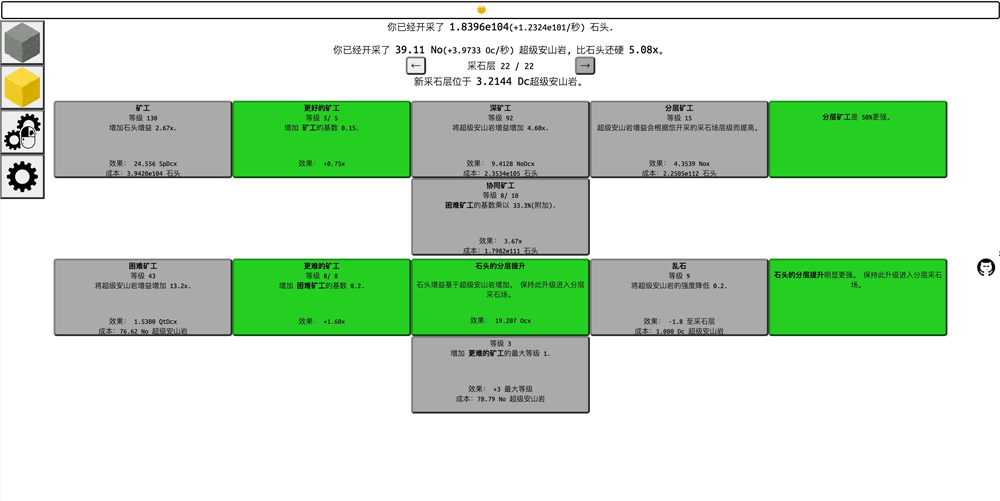 你已经开采了 1.8396e104(+1.2324e101/秒) 石头.
你已经开采了 39.11 No(+3.9733 Oc/秒) 超级安山岩, 比石头还硬 5.08x。
← 采石层 22 / 22 →
新采石层位于 3.2144 Dc超级安山岩。
矿工
等级 130
增加石头增益 2.67x.
效果: 24.556 SpDcx
成本: 3.9420e104 石头
更好的矿工
等级 5/ 5
增加 矿工的基数 0.15.
效果: +0.75x
深矿工
等级 92
将超级安山岩增益增加 4.60x.
效果: 9.4128 NoDcx
成本: 2.3534e105 石头
分层矿工
等级 15
超级安山岩增益会根据您开采的采石场层级而提高。
效果: 4.3539 Nox
成本: 2.2505e112 石头
分层矿工是 50%更强。
协同矿工
等级 8/ 10
困难矿工的基数乘以 33.3%(附加).
效果: 3.67x
成本: 1.7982e111 石头
困难矿工
等级 43
将超级安山岩增益增加 13.2x.
效果: 1.5300 QtDcx
成本: 76.62 No 超级安山岩
更难的矿工
等级 8/ 8
增加 困难矿工的基数 0.2.
效果: +1.60x
石头的分层提升
石头增益基于超级安山岩增加。 保持此升级进入分层
采石场。
效果: 19.207 Ocx
乱石
等级 9
将超级安山岩的强度降低 0.2.
效果: -1.8 至采石层
成本: 1.000 Dc 超级安山岩
石头的分层提升明显更强。 保持此升级进入分层采石
场。
等级 3
增加 更难的矿工的最大等级 1.
效果: +3 最大等级
成本: 78.79 No 超级安山岩